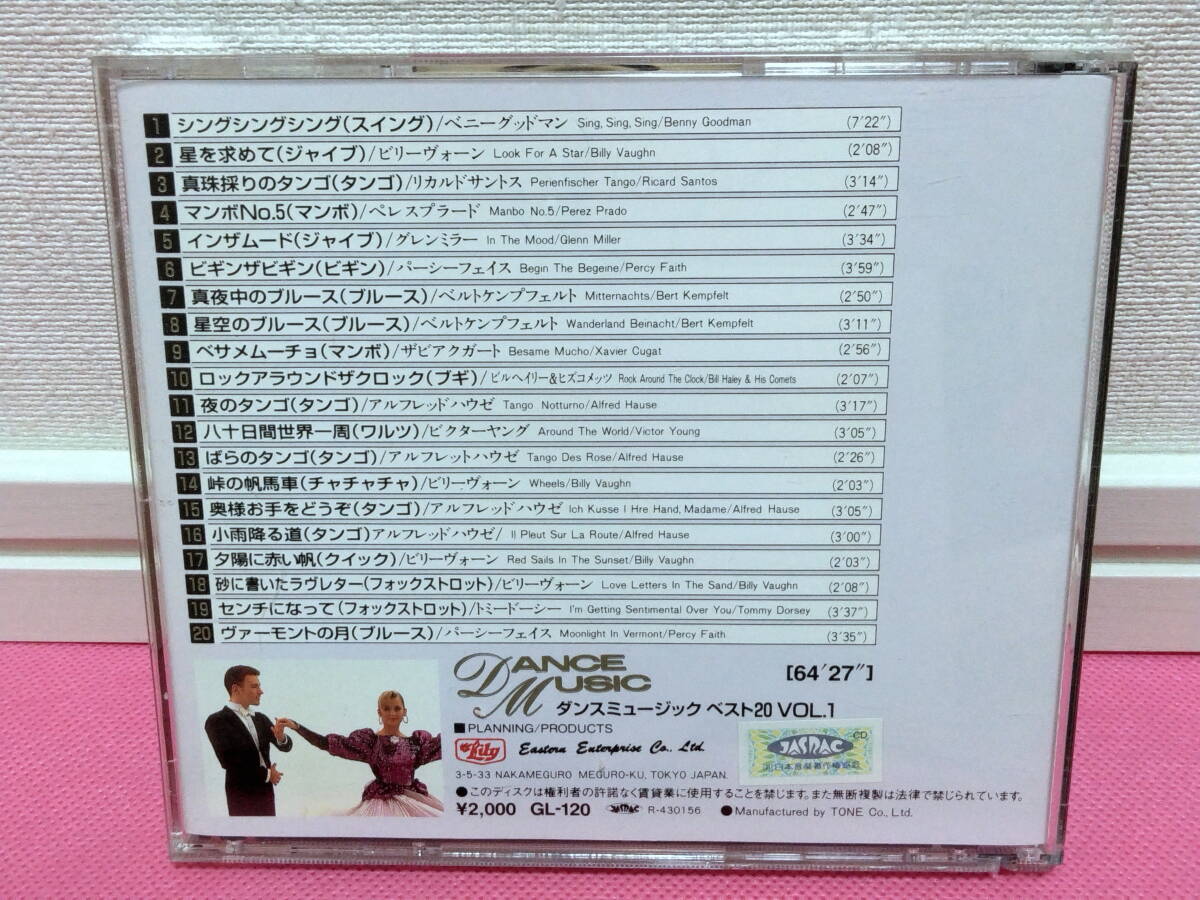 1 シングシングシング(スイング)/ベニーグッドマン Sing, Sing, Sing/Benny Goodman (7′22″)
2 星を求めて(ジャイブ)/ビリーヴォーン Look For A Star/Billy Vaughn (2′08″)
3 真珠採りのタンゴ(タンゴ)/リカルドサントス Perienfischer Tango/Ricard Santos (3′14″)
4 マンボNo.5(マンボ)/ペレスプラード Manbo No.5/Perez Prado (2′47″)
5 インザムード(ジャイブ)/グレンミラー In The Mood/Glenn Miller (3′34″)
6 ビギンザビギン(ビギン)/パーシーフェイス Begin The Begeine/Percy Faith (3′59″)
7 真夜中のブルース(ブルース)/ベルトケンプフェルト Mitternachts/Bert Kempfelt (2′50″)
8 星空のブルース(ブルース)/ベルトケンプフェルト Wanderland Beinacht/Bert Kempfelt (3′11″)
9 ベサメムーチョ(マンボ)/ザビアクガート Besame Mucho/Xavier Cugat (2′56″)
10 ロックアラウンドザクロック(ブギ)/ビルヘイリー&ヒズコメッツ Rock Around The Clock/Bill Haley & His Comets (2′07″)
11 夜のタンゴ(タンゴ)/アルフレッドハウゼ Tango Notturno/Alfred Hause (3′17″)
12 八十日間世界一周(ワルツ)/ビクターヤング Around The World/Victor Young (3′05″)
13 ばらのタンゴ(タンゴ)/アルフレットハウゼ Tango Des Rose/Alfred Hause (2′26″)
14 峠の帆馬車(チャチャチャ)/ビリーヴォーン Wheels/Billy Vaughn (2′03″)
15 奥様お手をどうぞ(タンゴ)/アルフレッドハウゼ Ich Kusse I Hre Hand, Madame/Alfred Hause (3′05″)
16 小雨降る道(タンゴ)アルフレッドハウゼ/ Il Pleut Sur La Route/Alfred Hause (3′00″)
17 夕陽に赤い帆(クイック)/ビリーヴォーン Red Sails In The Sunset/Billy Vaughn (2′03″)
18 砂に書いたラヴレター(フォックストロット)/ビリーヴォーン Love Letters In The Sand/Billy Vaughn (2′08″)
19 センチになって(フォックストロット)/トミードーシー I'm Getting Sentimental Over You/Tommy Dorsey (3′37″)
20 ヴァーモントの月(ブルース)/パーシーフェイス Moonlight In Vermont/Percy Faith (3′35″)
DANCE MUSIC [64′27″]
ダンスミュージック ベスト20 VOL.1
■PLANNING/PRODUCTS
Lily Eastern Enterprise Co., Ltd.
JASRAC CD
3-5-33 NAKAMEGURO MEGURO-KU, TOKYO JAPAN.
●このディスクは権利者の許諾なく賃貸業に使用することを禁じます。また無断複製は法律で禁じられています。
¥2,000 GL-120 JASRAC R-430156 ●Manufactured by TONE Co., Ltd.